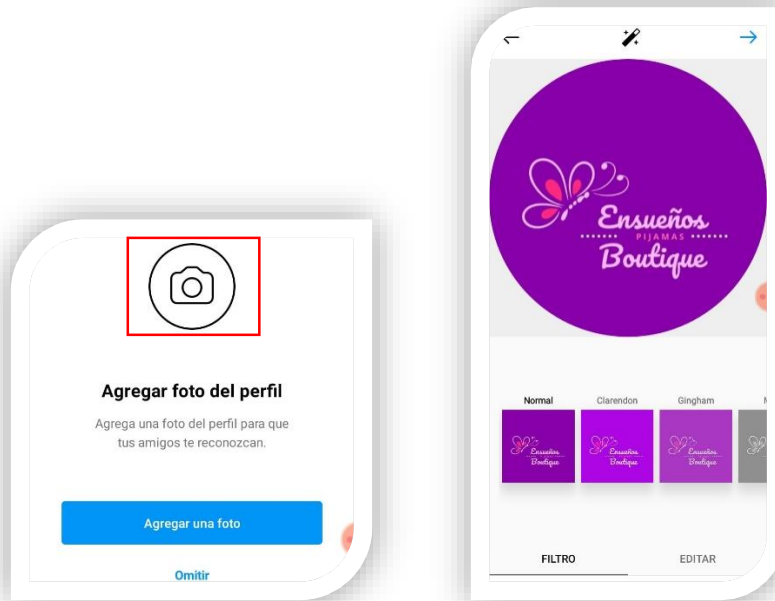 Agregar foto del perfil
Agrega una foto del perfil para que
tus amigos te reconozcan.
Agregar una foto
Omitir
Ensueños
PIJAMAS
Boutique
Normal
Clarendon
Gingham
Ensueños
Boutique
Ensueños
Boutique
Ensueños
Boutique
FILTRO
EDITAR